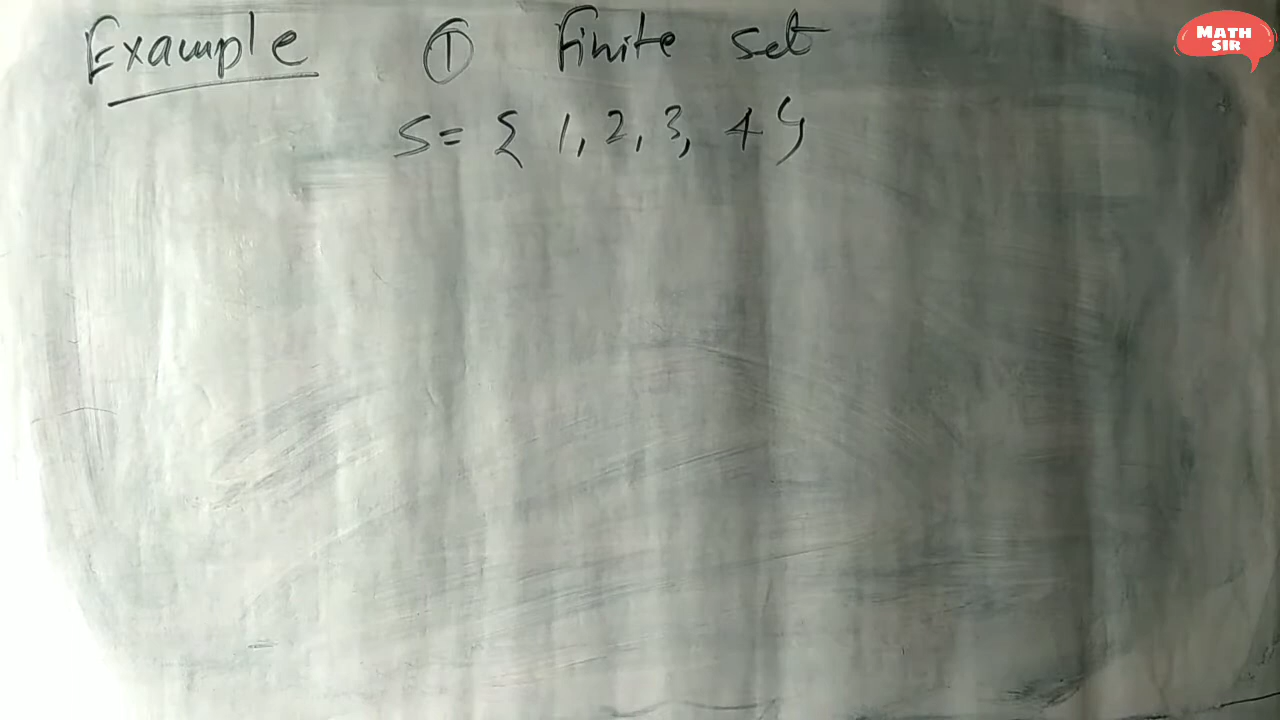 Example ① Finite set
S = { 1, 2, 3, 4 }
MATH
SIR